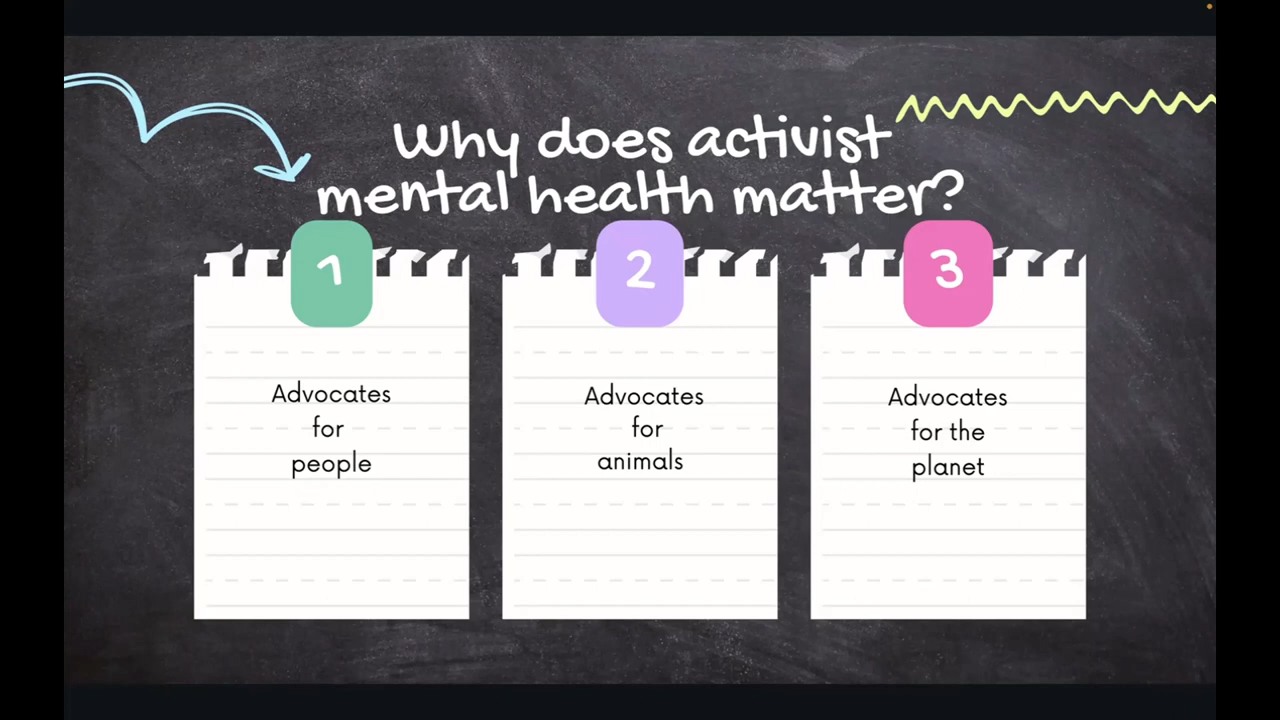 Why does activist
mental health matter?
1
Advocates
for
people
2
Advocates
for
animals
3
Advocates
for the
planet